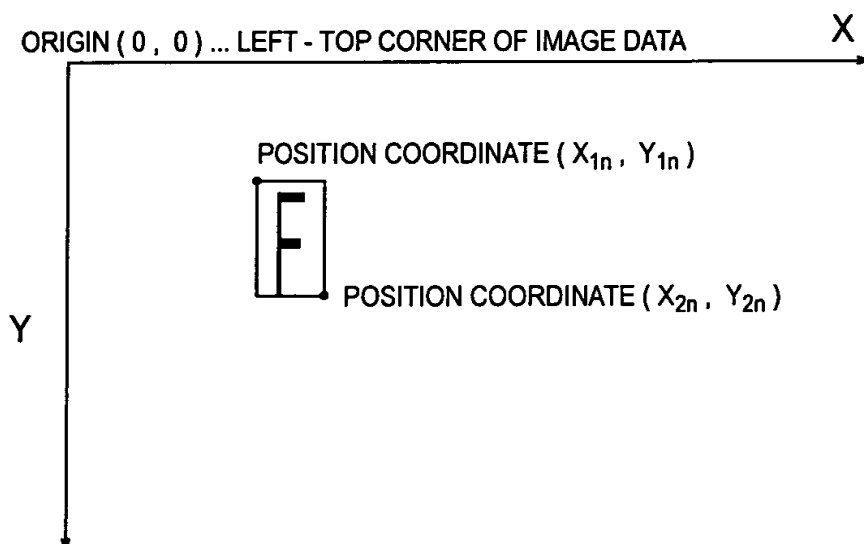 ORIGIN ( 0 , 0 ) ... LEFT - TOP CORNER OF IMAGE DATA X
POSITION COORDINATE ( X1n , Y1n )
F
POSITION COORDINATE ( X2n , Y2n )
Y